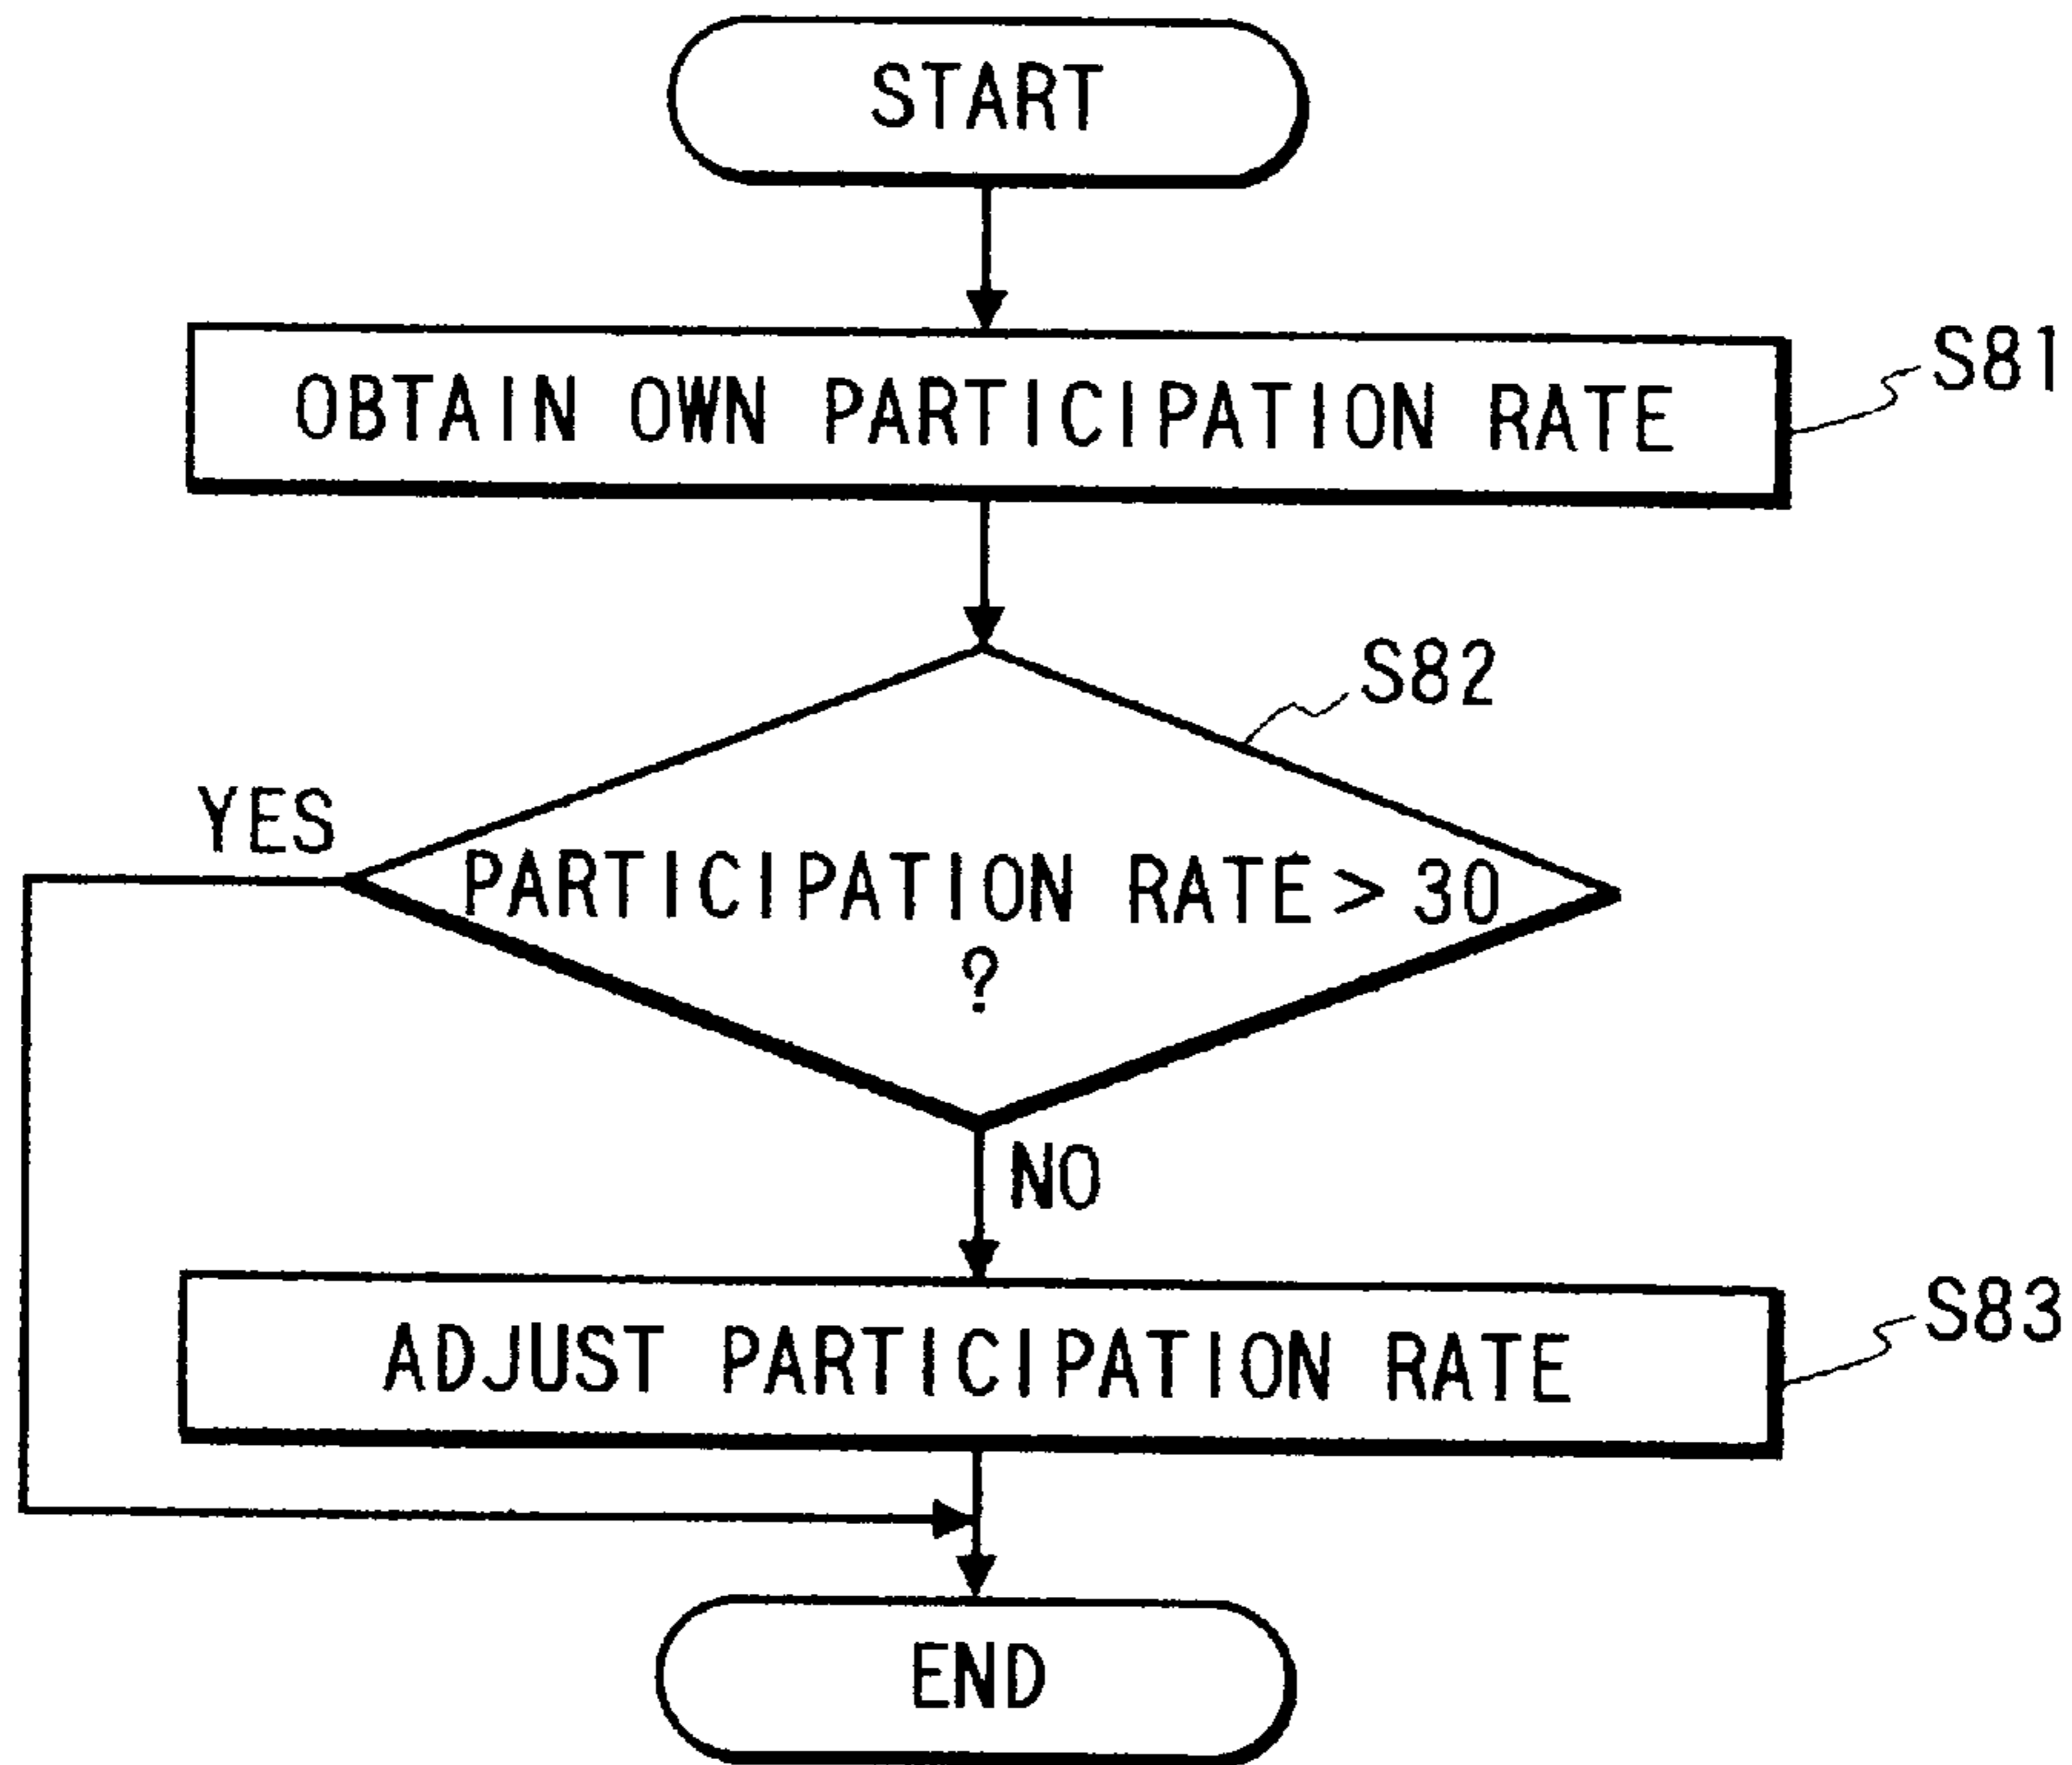 START
OBTAIN OWN PARTICIPATION RATE
S81
S82
YES
PARTICIPATION RATE > 30
?
NO
ADJUST PARTICIPATION RATE
S83
END